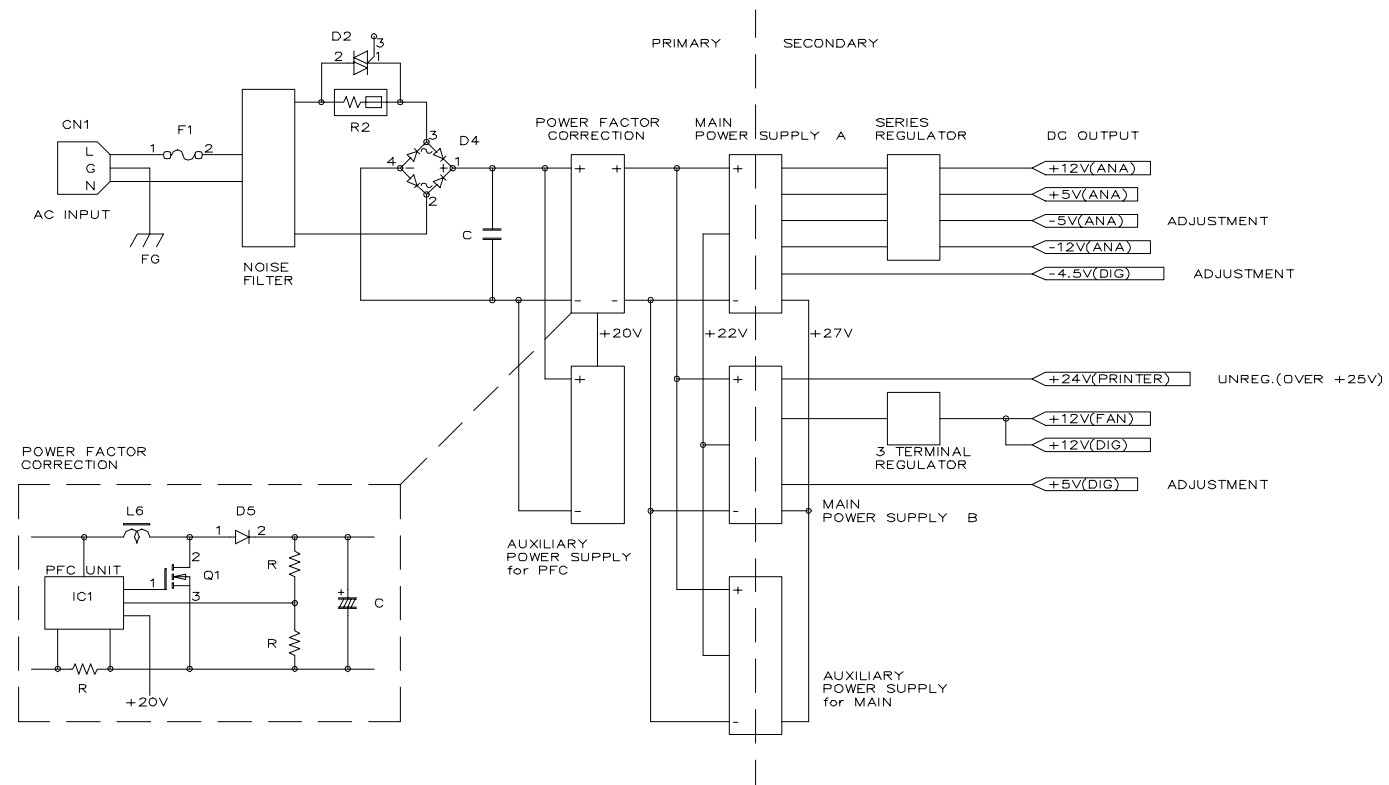 PRIMARY
SECONDARY
D2
3
2
1
R2
CN1
F1
L
G
N
1
2
AC INPUT
FG
NOISE
FILTER
3
D4
4
1
-
+
2
C
POWER FACTOR
CORRECTION
+
+
-
-
MAIN
POWER SUPPLY A
+
-
SERIES
REGULATOR
DC OUTPUT
+12V(ANA)
+5V(ANA)
-5V(ANA)
ADJUSTMENT
-12V(ANA)
-4.5V(DIG)
ADJUSTMENT
+20V
+22V
+27V
+
-
AUXILIARY
POWER SUPPLY
for PFC
+
-
MAIN
POWER SUPPLY B
+24V(PRINTER)
UNREG.(OVER +25V)
+12V(FAN)
+12V(DIG)
3 TERMINAL
REGULATOR
+5V(DIG)
ADJUSTMENT
+
-
AUXILIARY
POWER SUPPLY
for MAIN
POWER FACTOR
CORRECTION
L6
D5
1
2
PFC UNIT
IC1
1
2
Q1
3
R
R
+
C
R
+20V